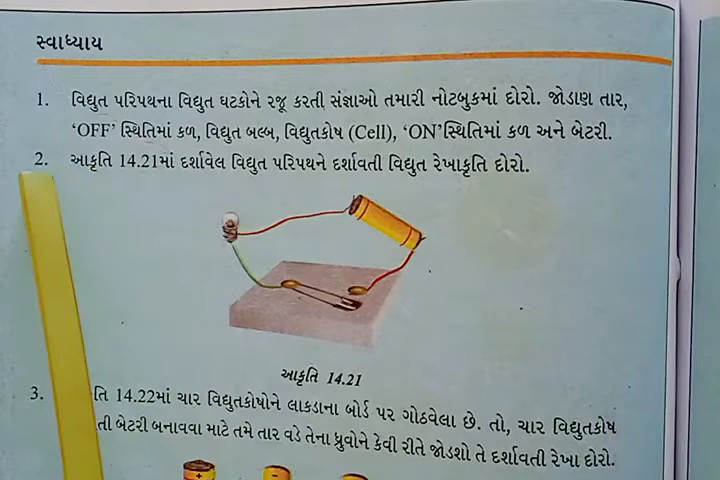 સ્વાધ્યાય
1. વિદ્યુત પરિપથના વિદ્યુત ઘટકોને રજૂ કરતી સંજ્ઞાઓ તમારી નોટબુકમાં દોરો. જોડાણ તાર,
‘OFF’ સ્થિતિમાં કળ, વિદ્યુત બલ્બ, વિદ્યુતકોષ (Cell), ‘ON’સ્થિતિમાં કળ અને બેટરી.
2. આકૃતિ 14.21માં દર્શાવેલ વિદ્યુત પરિપથને દર્શાવતી વિદ્યુત રેખાકૃતિ દોરો.
આકૃતિ 14.21
3. તિ 14.22માં ચાર વિદ્યુતકોષોને લાકડાના બોર્ડ પર ગોઠવેલા છે. તો, ચાર વિદ્યુતકોષ
તી બેટરી બનાવવા માટે તમે તાર વડે તેના ધ્રુવોને કેવી રીતે જોડશો તે દર્શાવતી રેખા દોરો.
+ −